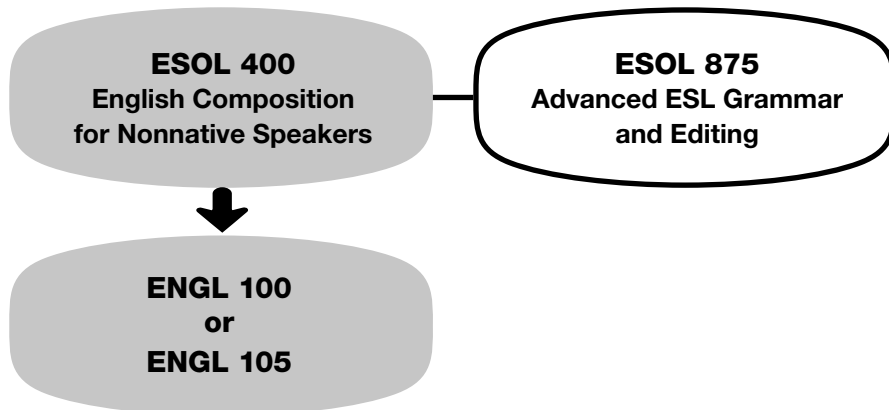 ESOL 400
English Composition
for Nonnative Speakers
ESOL 875
Advanced ESL Grammar
and Editing
ENGL 100
or
ENGL 105